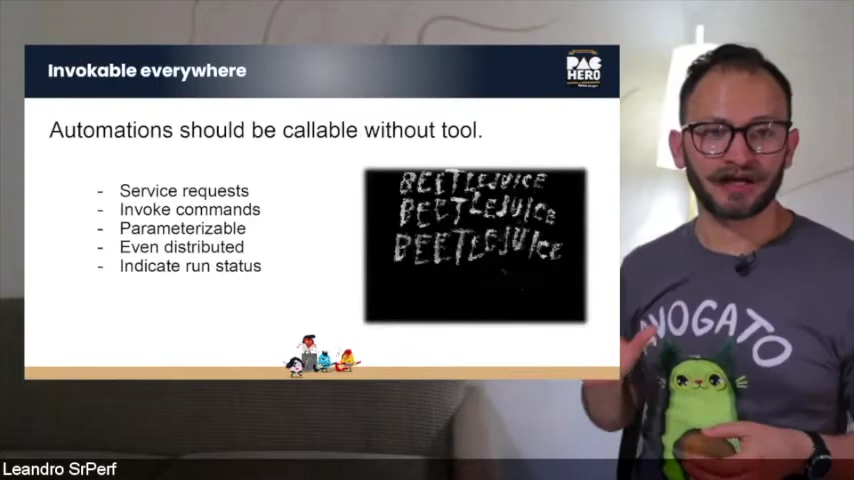 Invokable everywhere
PAC
HERO
Automations should be callable without tool.
- Service requests
- Invoke commands
- Parameterizable
- Even distributed
- Indicate run status
BEETLEJUICE
BEETLEJUICE
BEETLEJUICE
AVOGATO
Leandro SrPerf